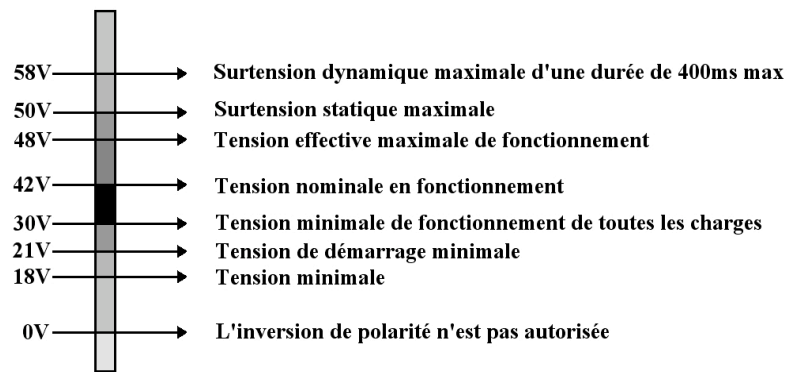 58V Surtension dynamique maximale d'une durée de 400ms max
50V Surtension statique maximale
48V Tension effective maximale de fonctionnement
42V Tension nominale en fonctionnement
30V Tension minimale de fonctionnement de toutes les charges
21V Tension de démarrage minimale
18V Tension minimale
0V L'inversion de polarité n'est pas autorisée